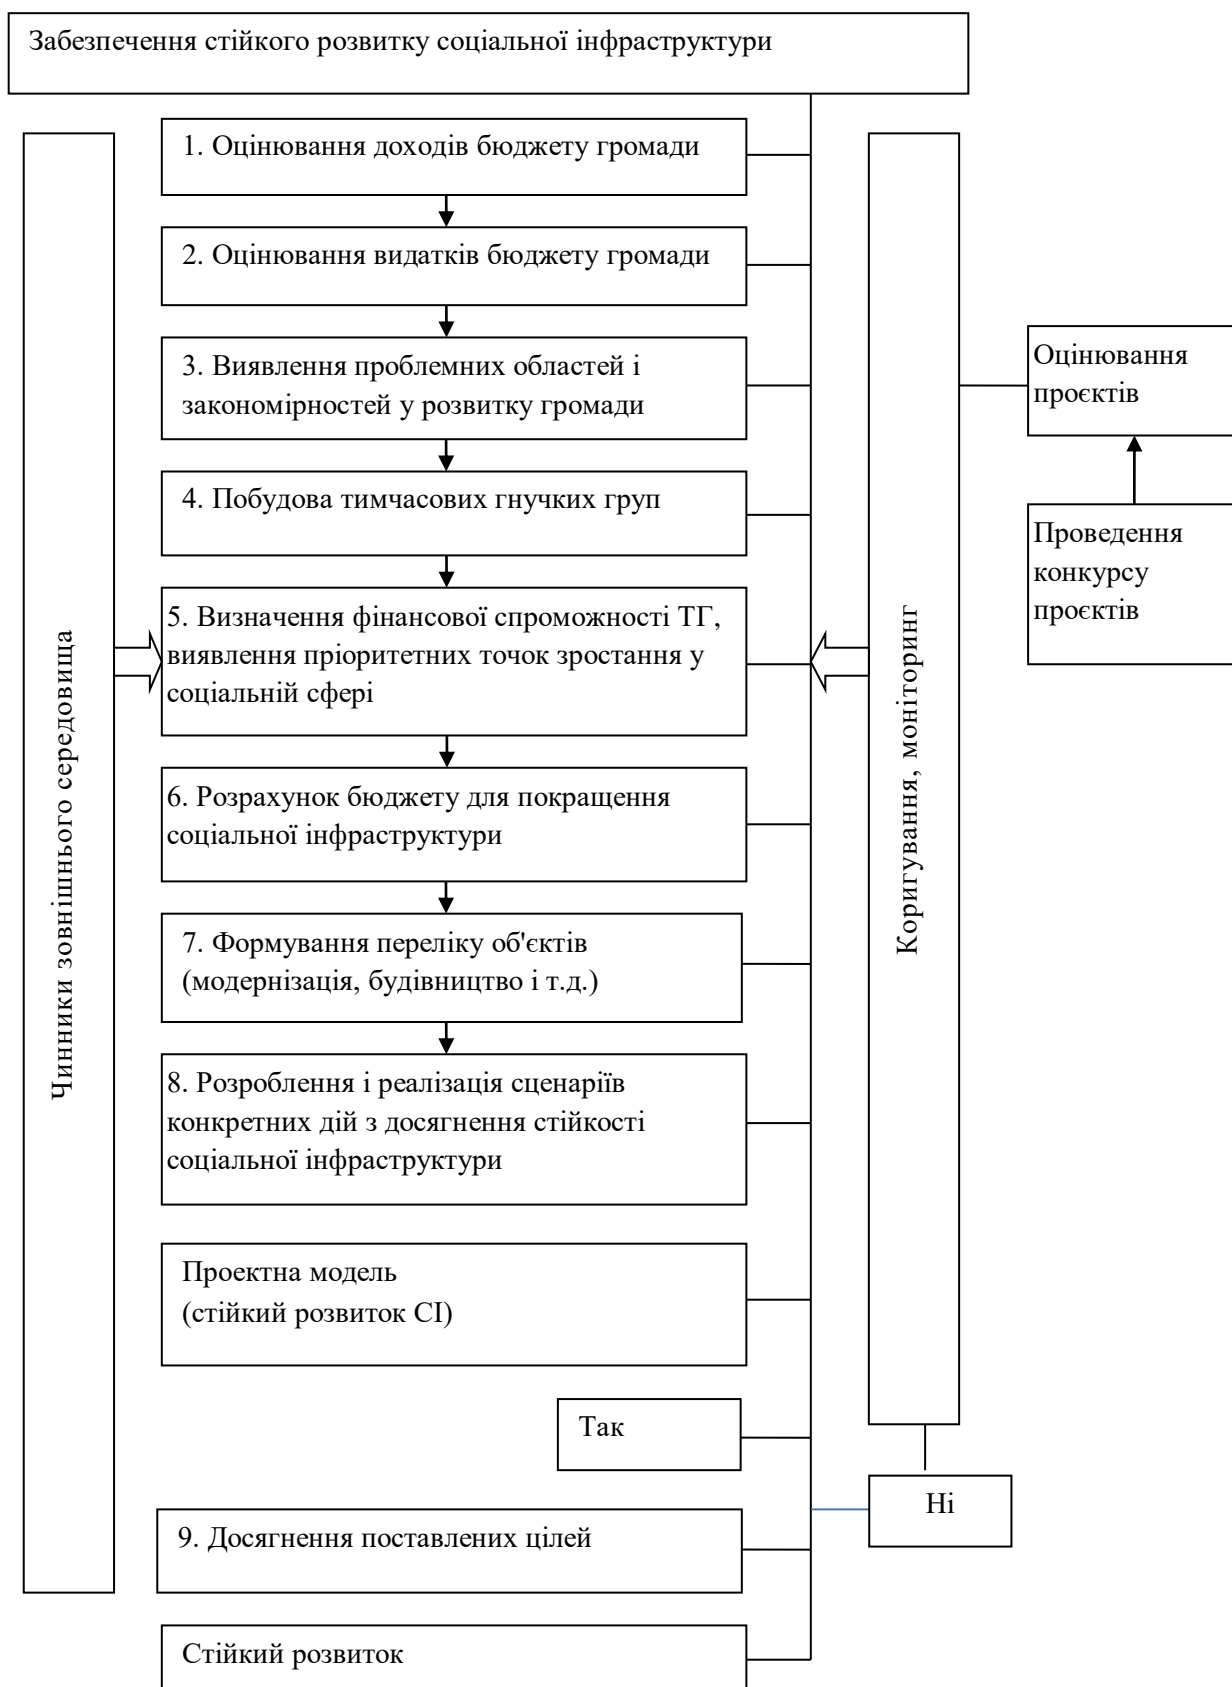 Забезпечення стійкого розвитку соціальної інфраструктури
1. Оцінювання доходів бюджету громади
2. Оцінювання видатків бюджету громади
3. Виявлення проблемних областей і
закономірностей у розвитку громади
4. Побудова тимчасових гнучких груп
5. Визначення фінансової спроможності ТГ,
виявлення пріоритетних точок зростання у
соціальній сфері
6. Розрахунок бюджету для покращення
соціальної інфраструктури
7. Формування переліку об'єктів
(модернізація, будівництво і т.д.)
8. Розроблення і реалізація сценаріїв
конкретних дій з досягнення стійкості
соціальної інфраструктури
Проектна модель
(стійкий розвиток СІ)
Так
9. Досягнення поставлених цілей
Стійкий розвиток
Чинники зовнішнього середовища
Коригування, моніторинг
Ні
Оцінювання
проєктів
Проведення
конкурсу
проєктів